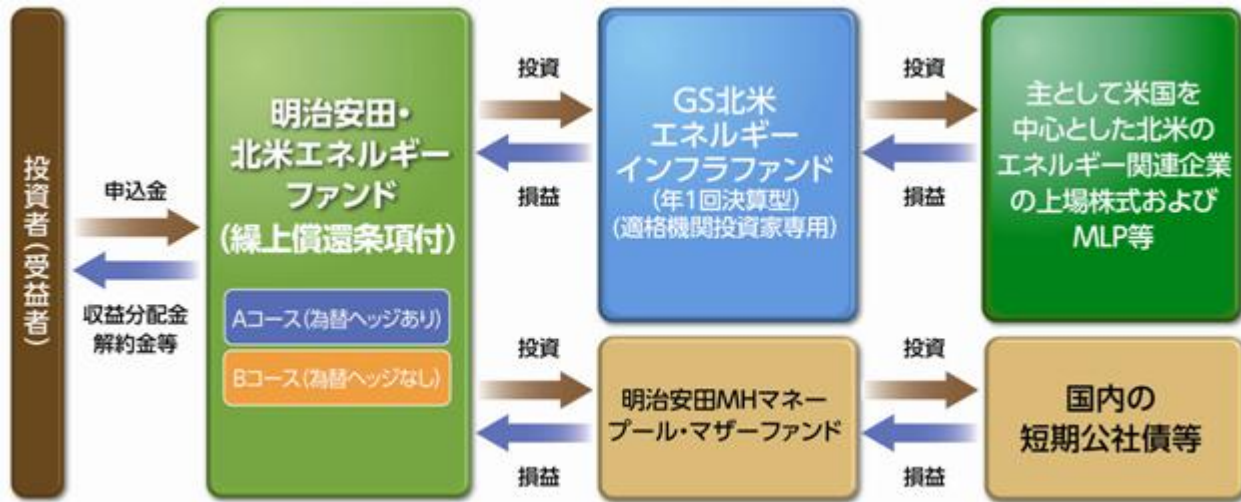 投資者(受益者)
申込金
収益分配金
解約金等
明治安田・
北米エネルギー
ファンド
(繰上償還条項付)
Aコース(為替ヘッジあり)
Bコース(為替ヘッジなし)
投資
損益
GS北米
エネルギー
インフラファンド
(年1回決算型)
(適格機関投資家専用)
投資
損益
主として米国を
中心とした北米の
エネルギー関連企業
の上場株式および
MLP等
投資
損益
明治安田MHマネー
プール・マザーファンド
投資
損益
国内の
短期公社債等